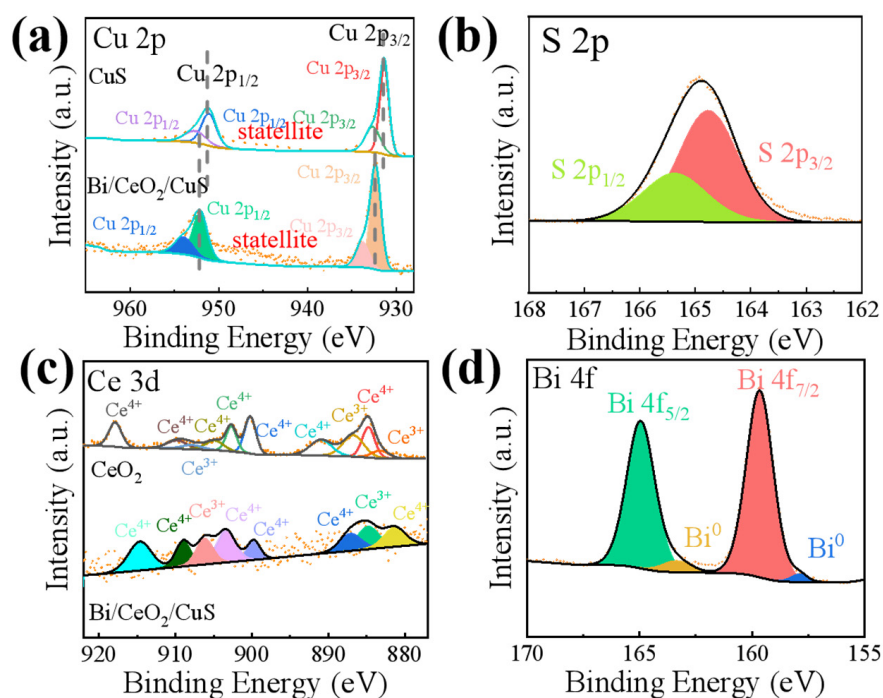 (a)
Cu 2p
Cu 2p3/2
CuS
Cu 2p1/2
Cu 2p3/2
Cu 2p1/2
Cu 2p1/2
Cu 2p3/2
statellite
Bi/CeO2/CuS
Cu 2p3/2
Cu 2p1/2
Cu 2p1/2
Cu 2p3/2
statellite
Intensity (a.u.)
960 950 940 930
Binding Energy (eV)
(b)
S 2p
S 2p3/2
S 2p1/2
Intensity (a.u.)
168 167 166 165 164 163 162
Binding Energy (eV)
(c)
Ce 3d
Ce4+
Ce4+
Ce4+
Ce4+
Ce4+
Ce4+
Ce3+
Ce4+
Ce3+
Ce3+
CeO2
Ce4+
Ce4+
Ce3+
Ce4+
Ce4+
Ce4+
Ce3+
Ce4+
Bi/CeO2/CuS
Intensity (a.u.)
920 910 900 890 880
Binding Energy (eV)
(d)
Bi 4f
Bi 4f7/2
Bi 4f5/2
Bi0
Bi0
Intensity (a.u.)
170 165 160 155
Binding Energy (eV)